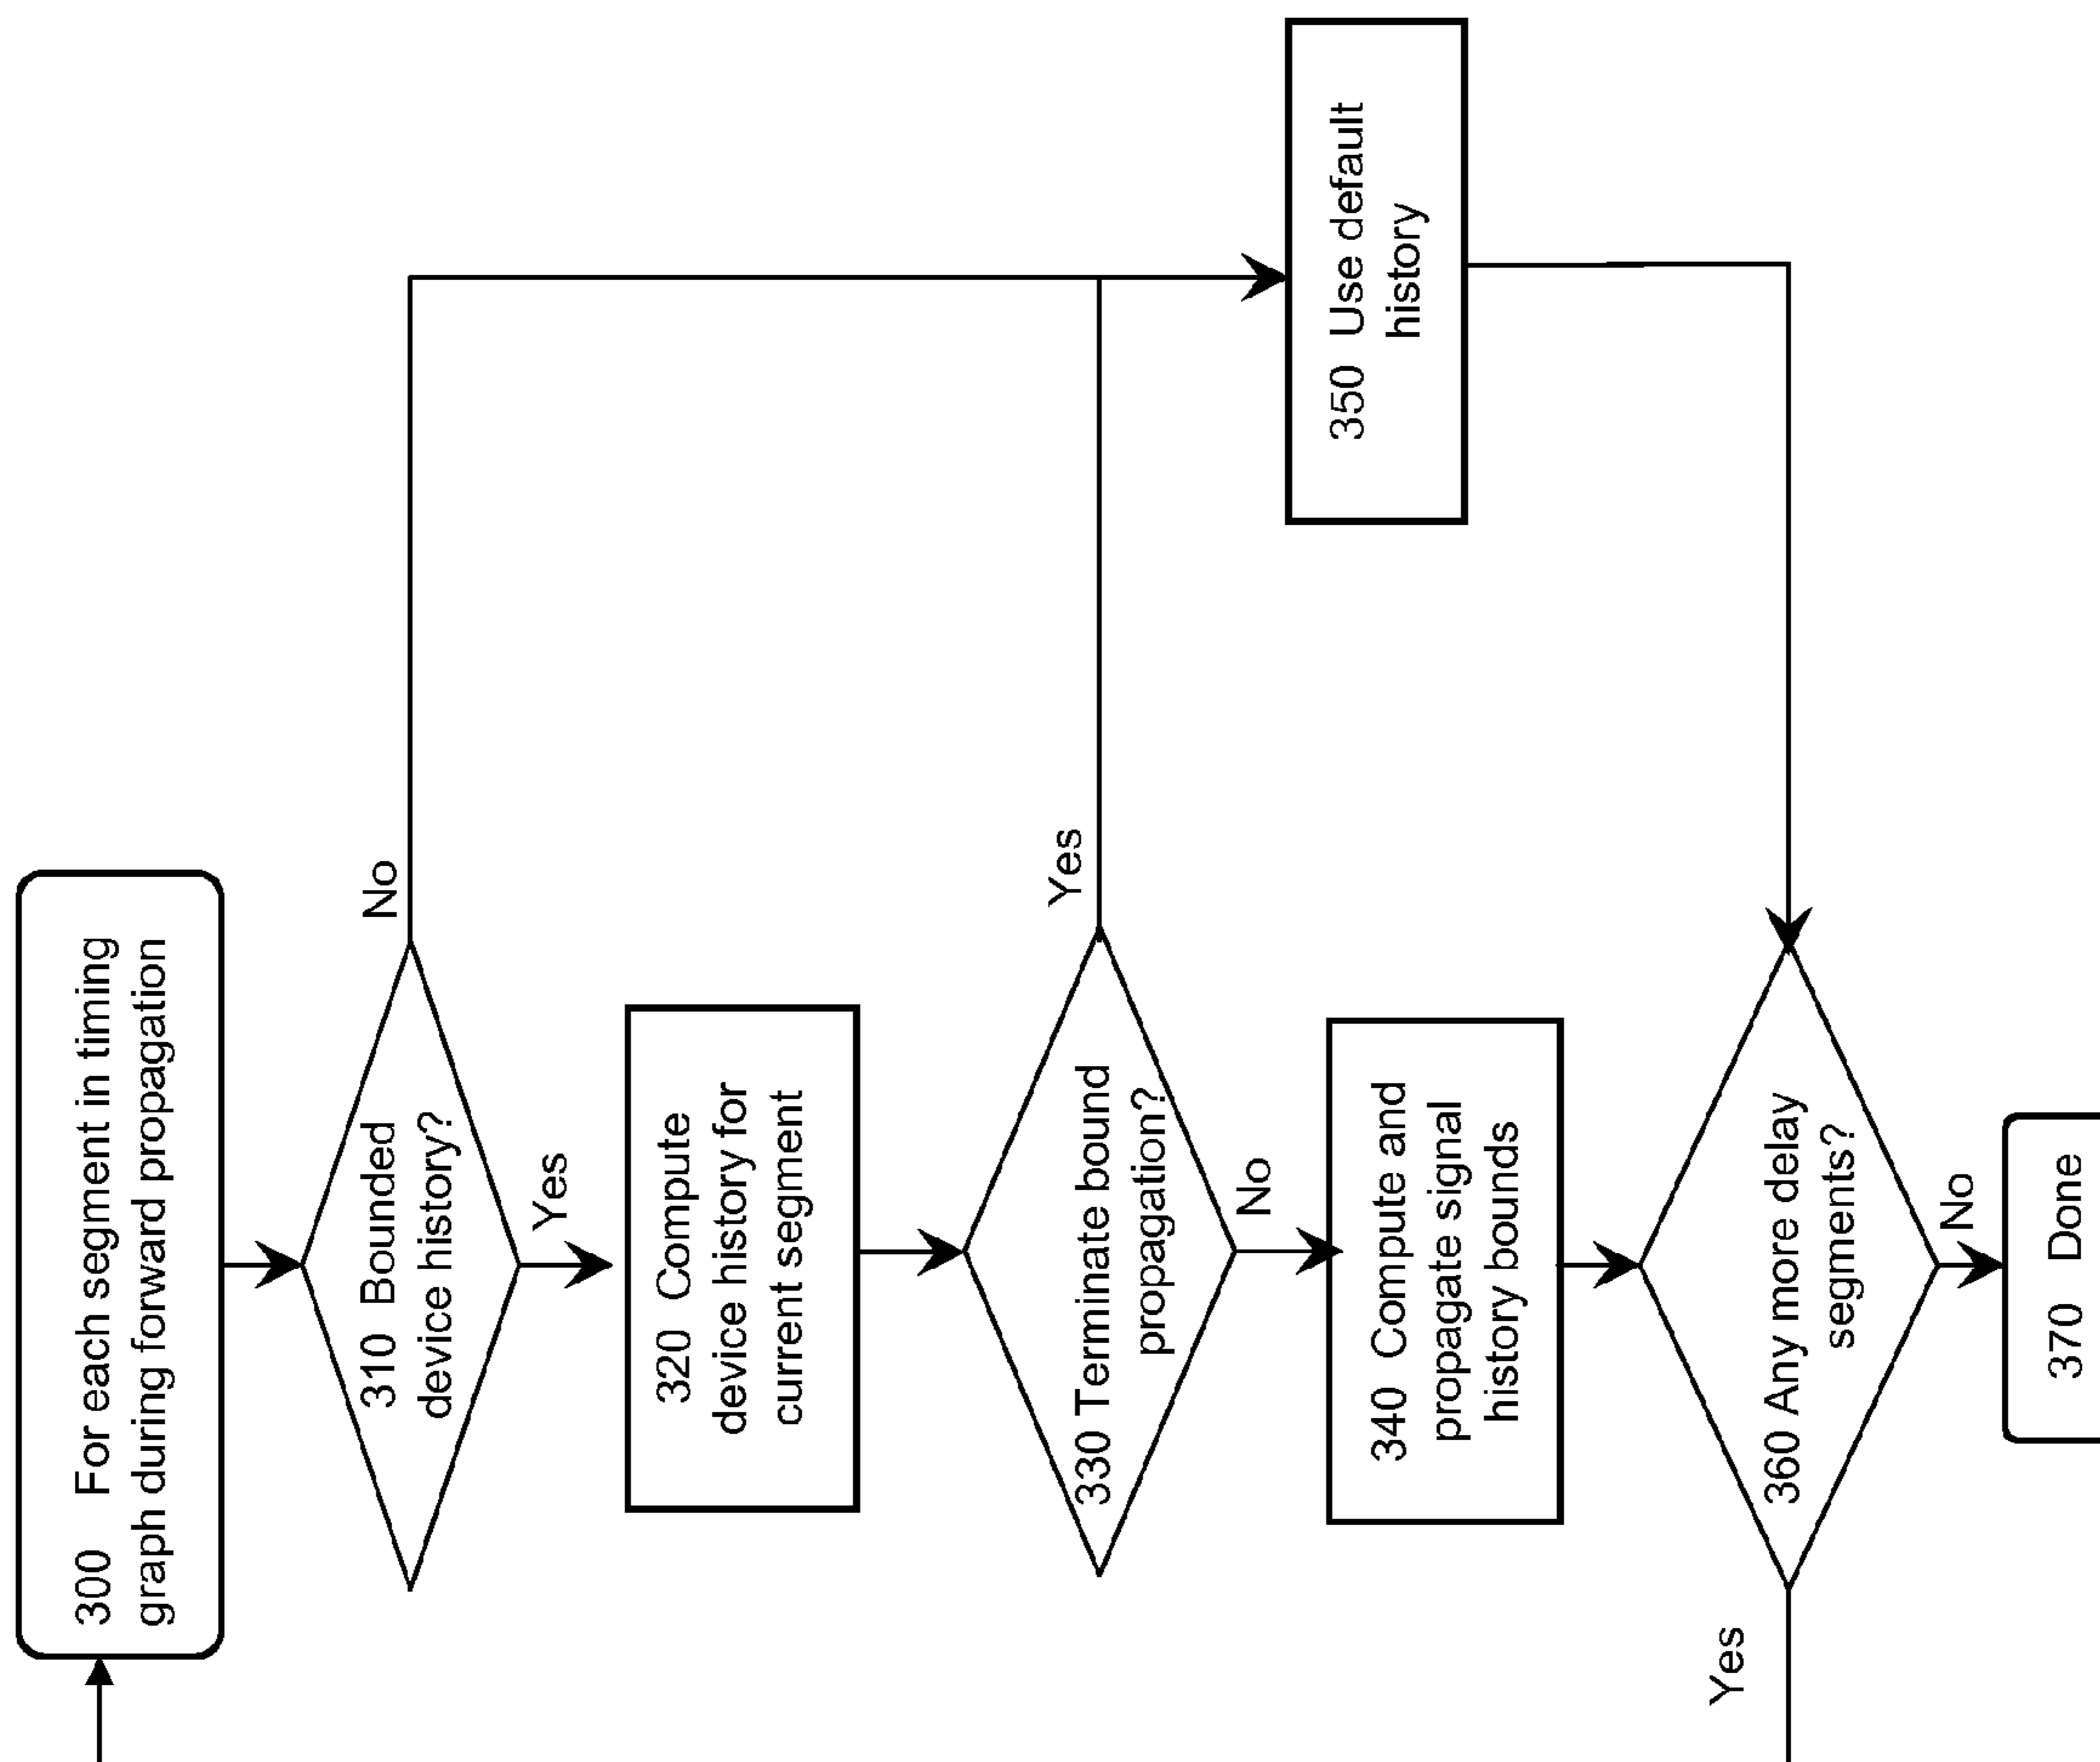 300 For each segment in timing
graph during forward propagation
310 Bounded
device history?
No
Yes
320 Compute
device history for
current segment
330 Terminate bound
propagation?
Yes
No
340 Compute and
propagate signal
history bounds
350 Use default
history
360 Any more delay
segments?
Yes
No
370 Done